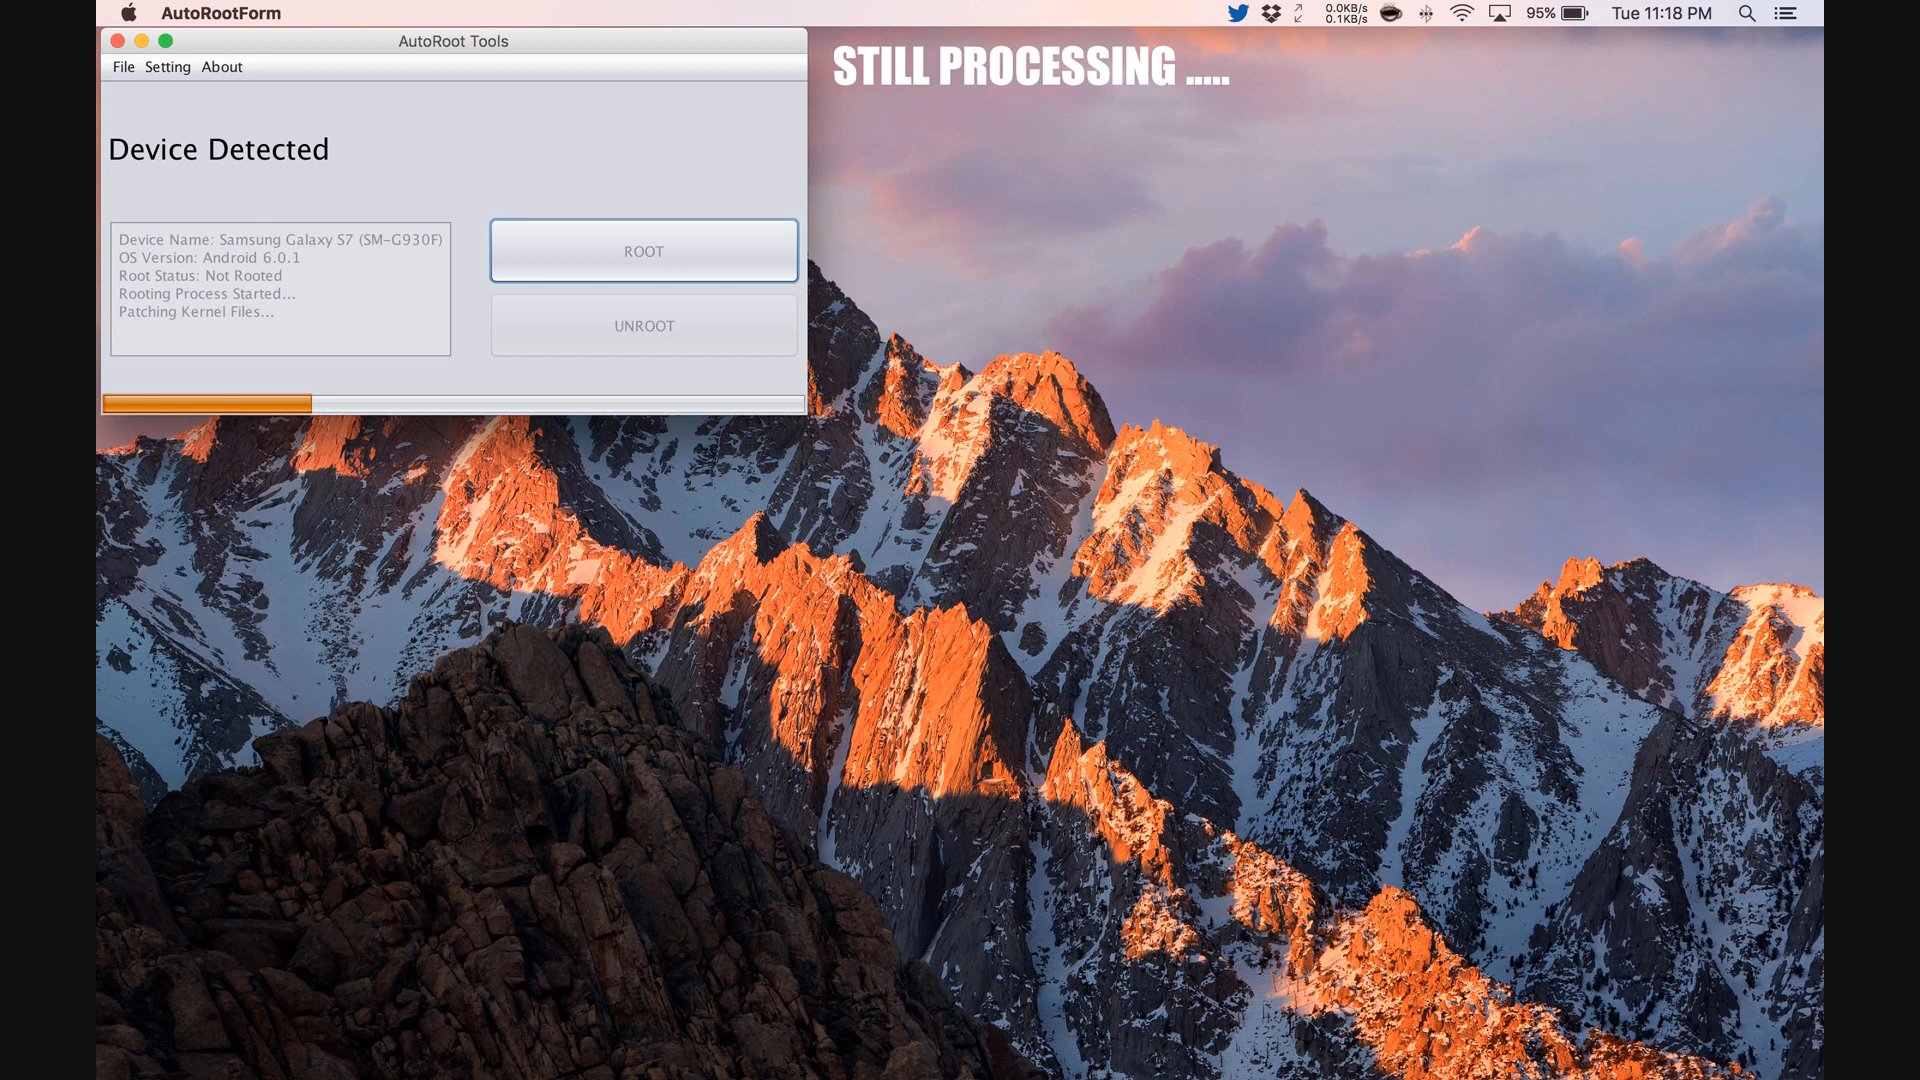 AutoRootForm
0.0KB/s
0.1KB/s
95%
Tue 11:18 PM
AutoRoot Tools
File Setting About
STILL PROCESSING .....
Device Detected
Device Name: Samsung Galaxy S7 (SM-G930F)
OS Version: Android 6.0.1
Root Status: Not Rooted
Rooting Process Started...
Patching Kernel Files...
ROOT
UNROOT